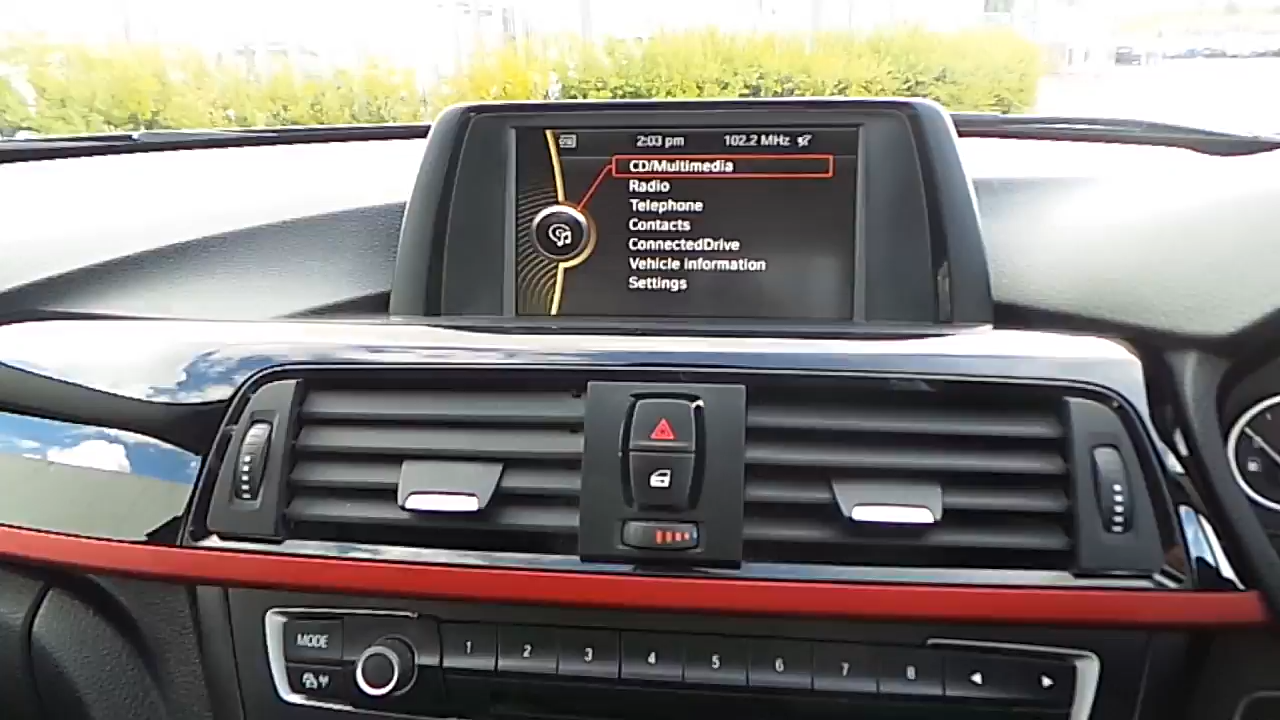 2:03 pm 102.2 MHz
CD/Multimedia
Radio
Telephone
Contacts
ConnectedDrive
Vehicle information
Settings
MODE 1 2 3 4 5 6 7 8